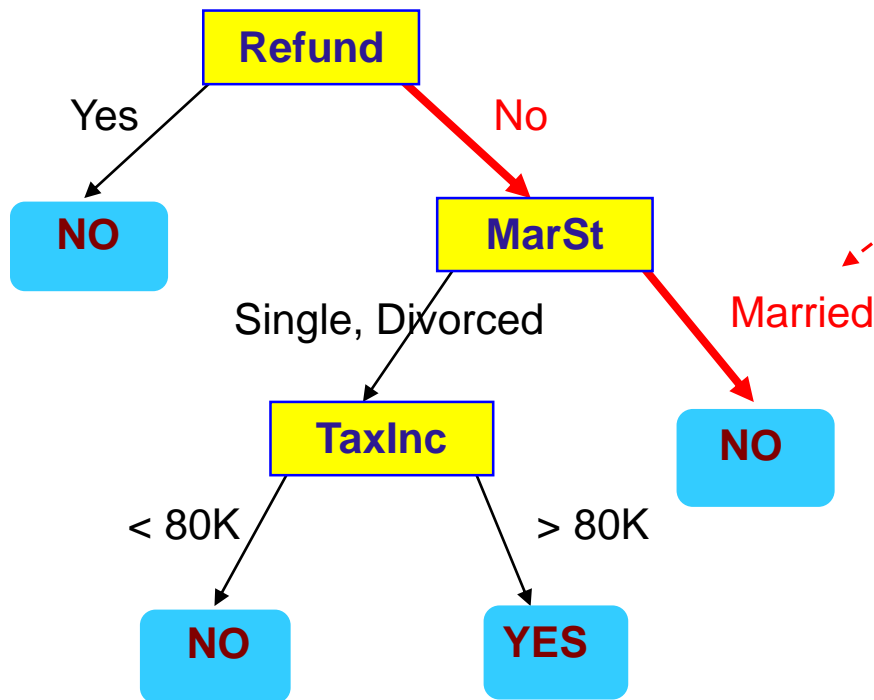 Refund
Yes
No
NO
MarSt
Single, Divorced
Married
TaxInc
NO
< 80K
> 80K
NO
YES